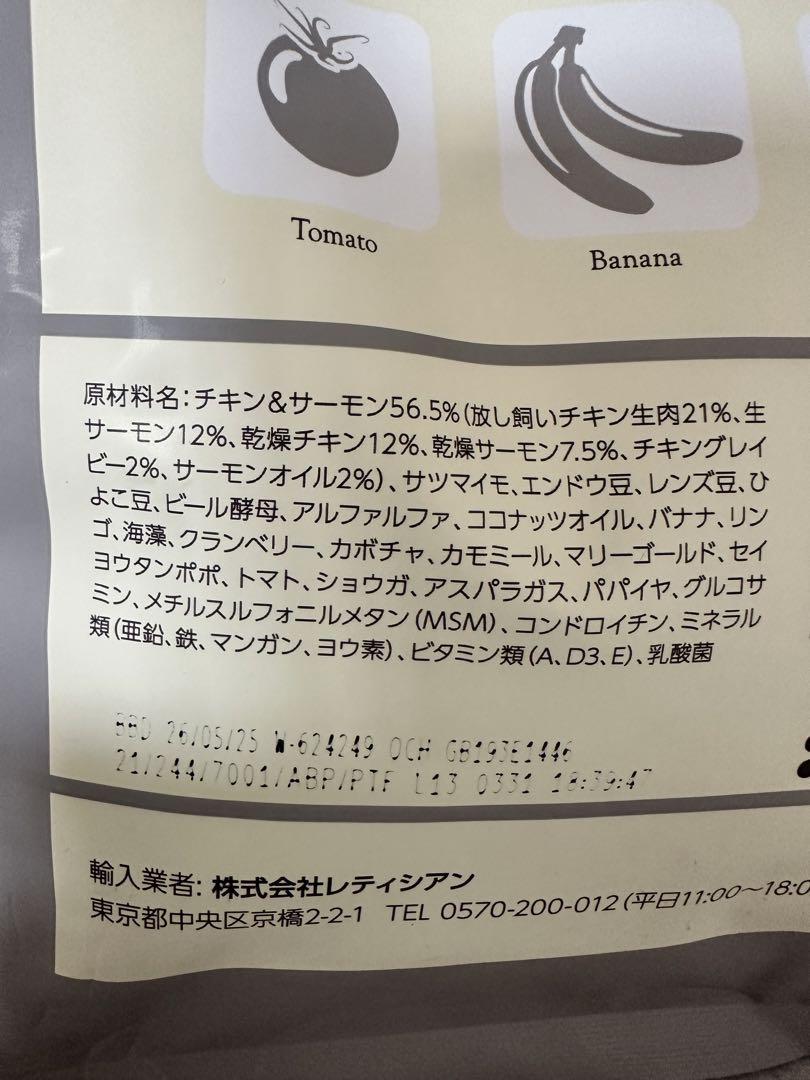 Tomato
Banana
原材料名:チキン&サーモン56.5%(放し飼いチキン生肉21%、生
サーモン12%、乾燥チキン12%、乾燥サーモン7.5%、チキングレイ
ビー2%、サーモンオイル2%)、サツマイモ、エンドウ豆、レンズ豆、ひ
よこ豆、ビール酵母、アルファルファ、ココナッツオイル、バナナ、リン
ゴ、海藻、クランベリー、カボチャ、カモミール、マリーゴールド、セイ
ヨウタンポポ、トマト、ショウガ、アスパラガス、パパイヤ、グルコサ
ミン、メチルスルフォニルメタン(MSM)、コンドロイチン、ミネラル
類(亜鉛、鉄、マンガン、ヨウ素)、ビタミン類(A、D3、E)、乳酸菌
BBD 26/05/25 W-624249 OCH GB193E1446
21/244/7001/ABP/PTF L13 0331 18:39:47
輸入業者: 株式会社レティシアン
東京都中央区京橋2-2-1 TEL 0570-200-012(平日11:00〜18:0